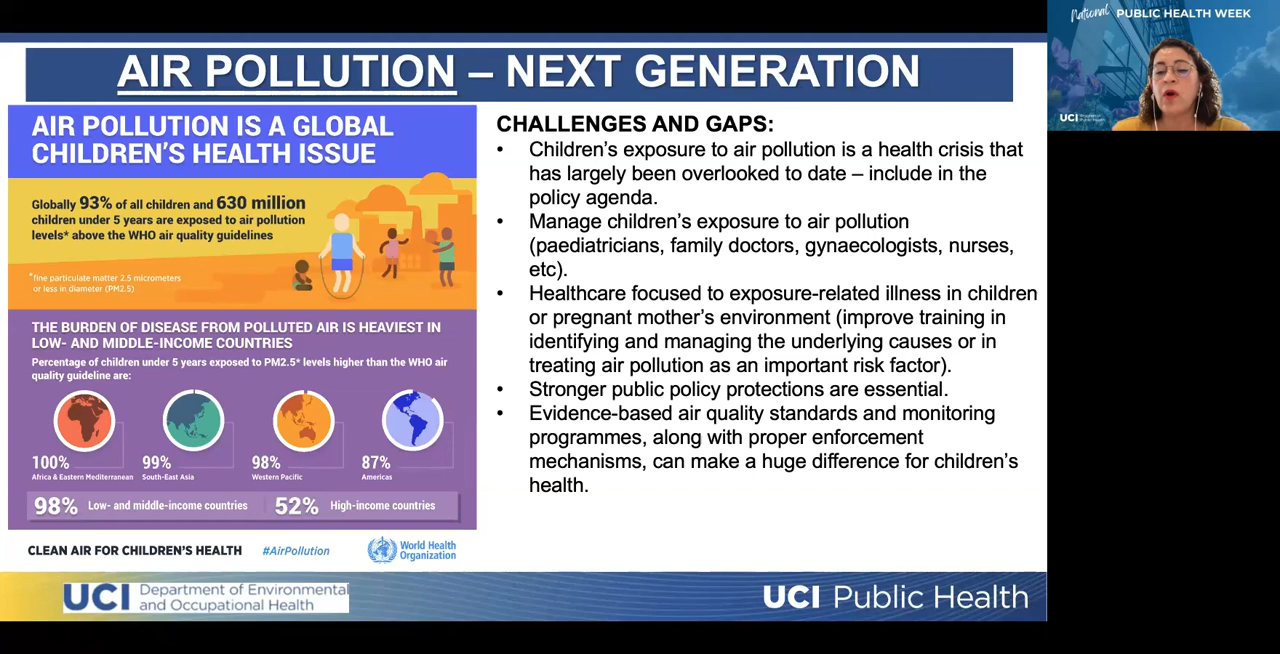 National PUBLIC HEALTH WEEK
UCI
AIR POLLUTION – NEXT GENERATION
AIR POLLUTION IS A GLOBAL
CHILDREN'S HEALTH ISSUE
Globally 93% of all children and 630 million
children under 5 years are exposed to air pollution
levels* above the WHO air quality guidelines
*fine particulate matter 2.5 micrometers
or less in diameter (PM2.5)
THE BURDEN OF DISEASE FROM POLLUTED AIR IS HEAVIEST IN
LOW- AND MIDDLE-INCOME COUNTRIES
Percentage of children under 5 years exposed to PM2.5* levels higher than the WHO air
quality guideline are:
100%
Africa & Eastern Mediterranean
99%
South-East Asia
98%
Western Pacific
87%
Americas
98% Low- and middle-income countries
52% High-income countries
CLEAN AIR FOR CHILDREN'S HEALTH
#AirPollution
World Health
Organization
CHALLENGES AND GAPS:
• Children's exposure to air pollution is a health crisis that
has largely been overlooked to date – include in the
policy agenda.
• Manage children's exposure to air pollution
(paediatricians, family doctors, gynaecologists, nurses,
etc).
• Healthcare focused to exposure-related illness in children
or pregnant mother's environment (improve training in
identifying and managing the underlying causes or in
treating air pollution as an important risk factor).
• Stronger public policy protections are essential.
• Evidence-based air quality standards and monitoring
programmes, along with proper enforcement
mechanisms, can make a huge difference for children's
health.
UCI Department of Environmental
and Occupational Health
UCI Public Health